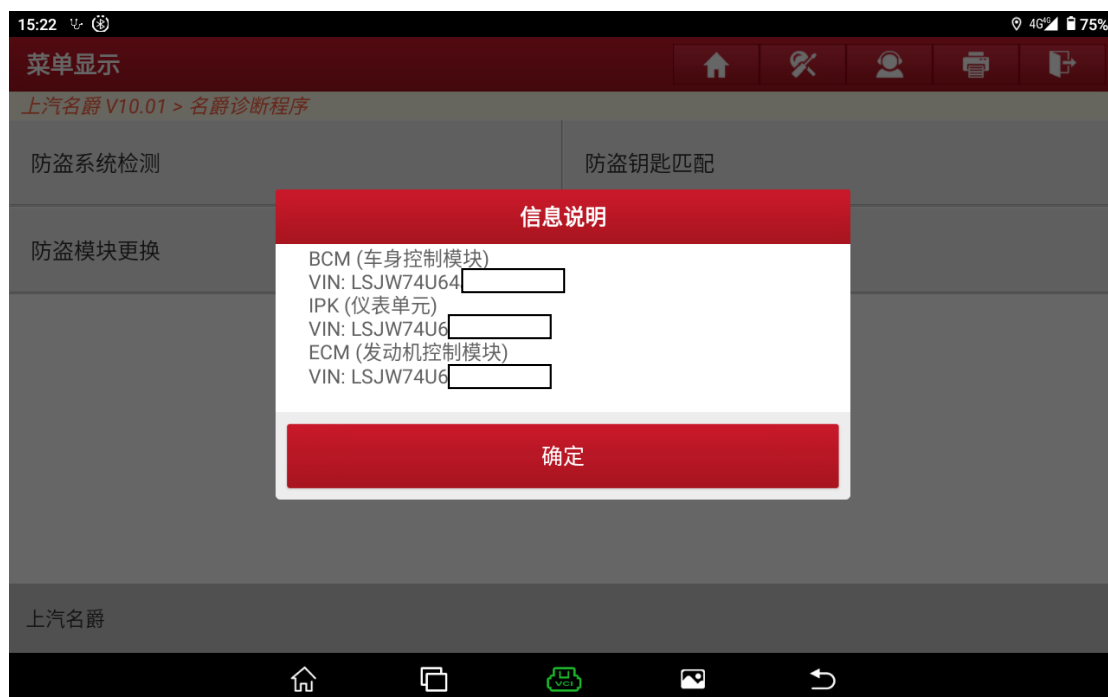 15:22 4G 4G 75%
菜单显示
上汽名爵 V10.01 > 名爵诊断程序
防盗系统检测
防盗钥匙匹配
防盗模块更换
信息说明
BCM (车身控制模块)
VIN: LSJW74U64
IPK (仪表单元)
VIN: LSJW74U6
ECM (发动机控制模块)
VIN: LSJW74U6
确定
上汽名爵
VCI